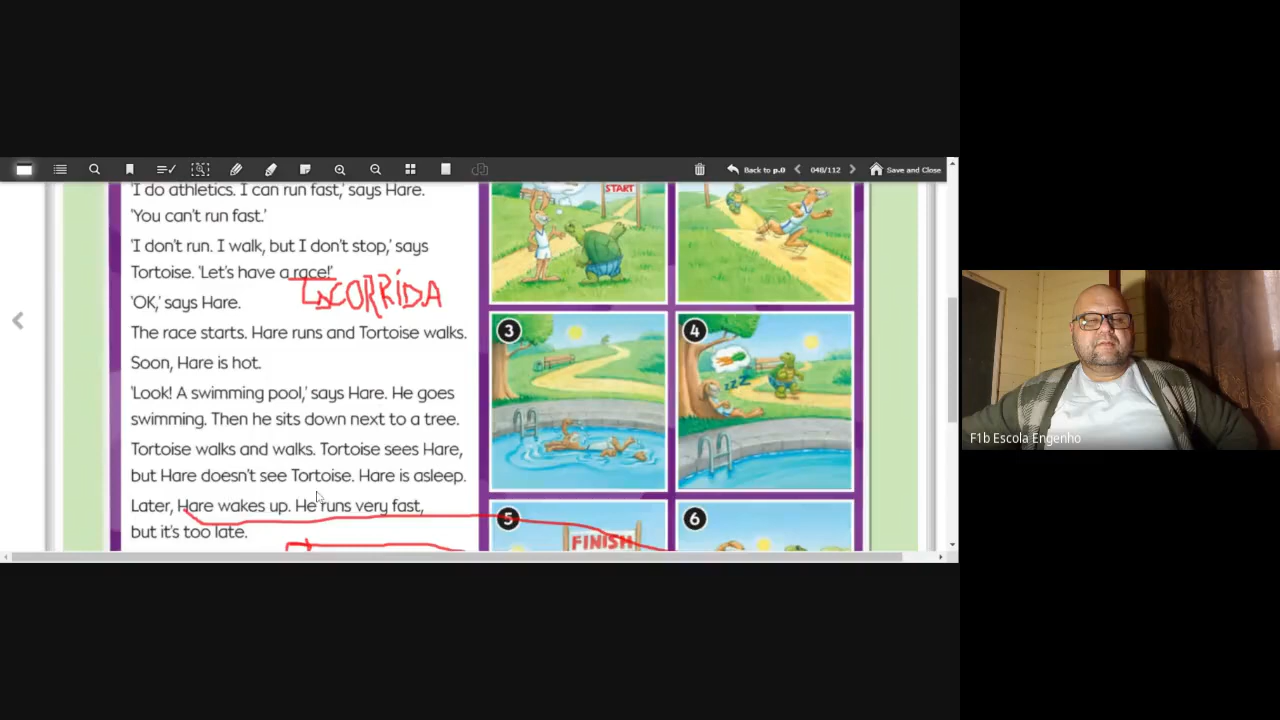 Back to p.0
048/112
Save and Close
'I do athletics. I can run fast,' says Hare.
'You can't run fast.'
'I don't run. I walk, but I don't stop,' says
Tortoise. 'Let's have a race!'
CORRIDA
'OK,' says Hare.
The race starts. Hare runs and Tortoise walks.
Soon, Hare is hot.
'Look! A swimming pool,' says Hare. He goes
swimming. Then he sits down next to a tree.
Tortoise walks and walks. Tortoise sees Hare,
but Hare doesn't see Tortoise. Hare is asleep.
Later, Hare wakes up. He runs very fast,
but it's too late.
START
3
4
zzz
5
FINISH
6
F1b Escola Engenho